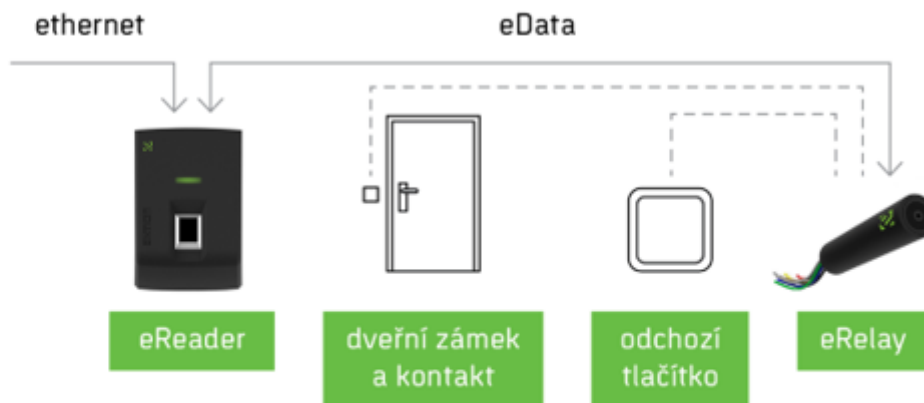 ethernet
eData
eReader
dveřní zámek
a kontakt
odchozí
tlačítko
eRelay